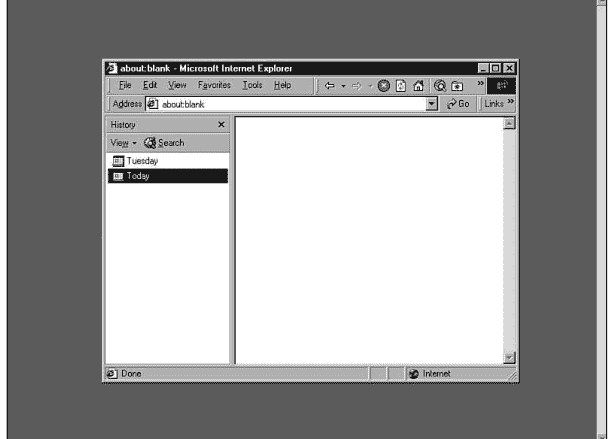 about:blank - Microsoft Internet Explorer
File Edit View Favorites Tools Help »
Address about:blank Go Links »
History x
View Search
Tuesday
Today
Done Internet